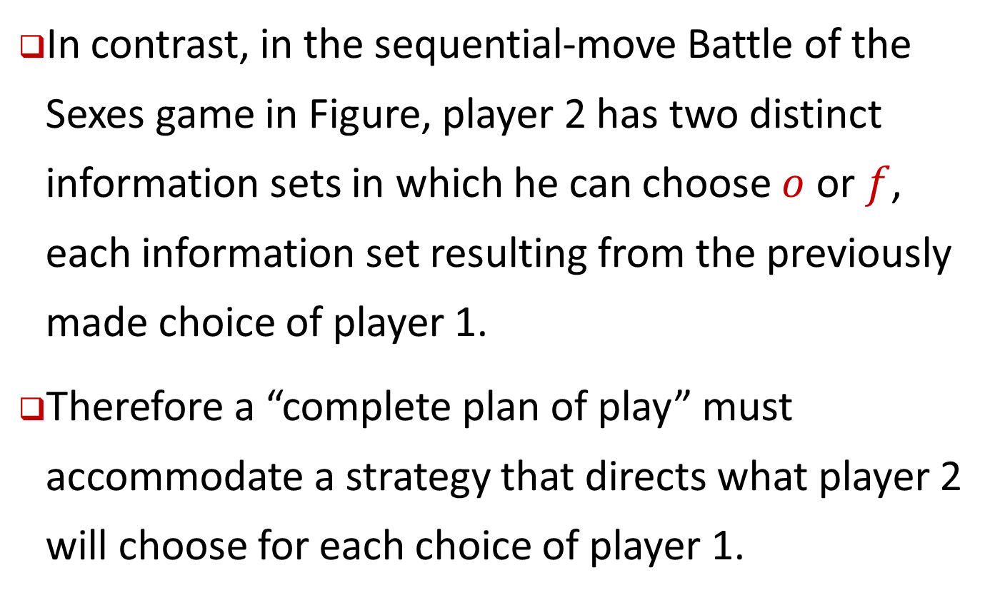 ❑In contrast, in the sequential-move Battle of the
Sexes game in Figure, player 2 has two distinct
information sets in which he can choose o or f,
each information set resulting from the previously
made choice of player 1.
❑Therefore a “complete plan of play” must
accommodate a strategy that directs what player 2
will choose for each choice of player 1.